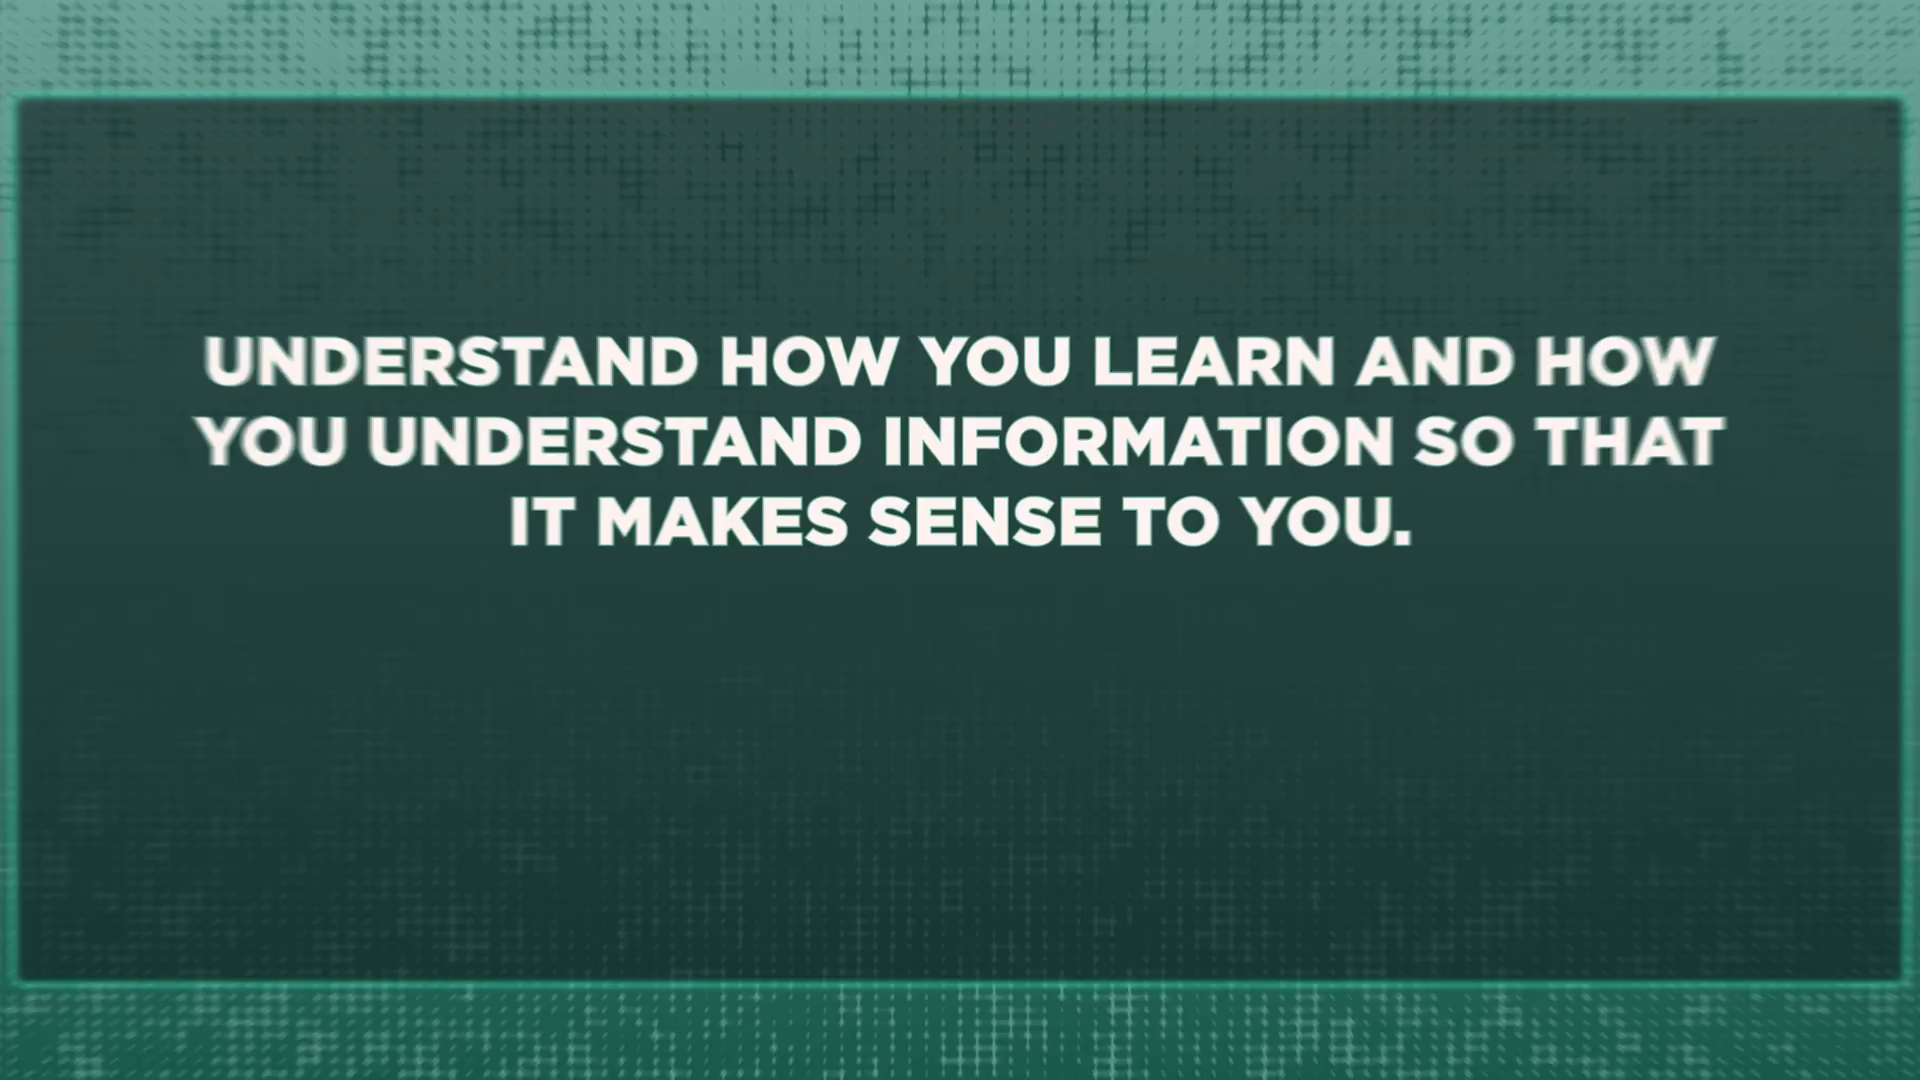 UNDERSTAND HOW YOU LEARN AND HOW
YOU UNDERSTAND INFORMATION SO THAT
IT MAKES SENSE TO YOU.